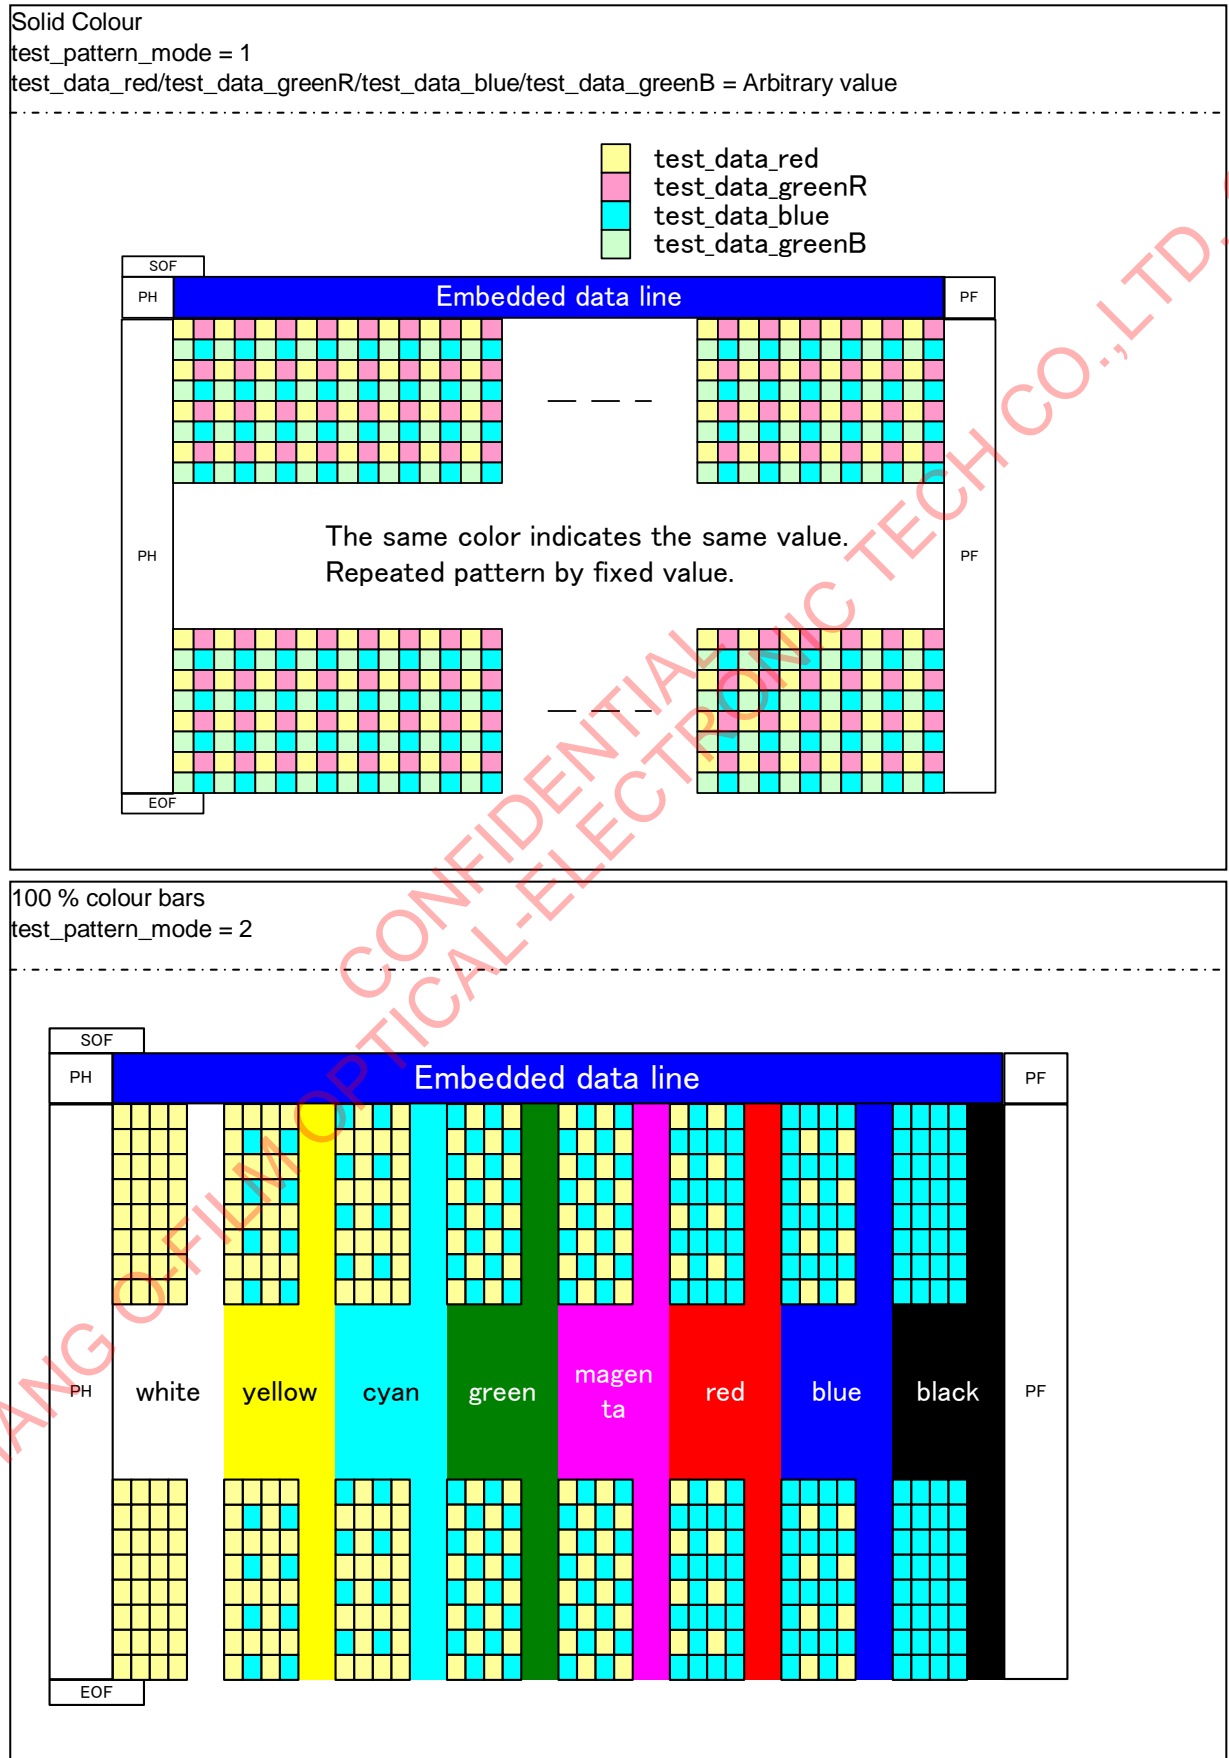 Solid Colour
test_pattern_mode = 1
test_data_red/test_data_greenR/test_data_blue/test_data_greenB = Arbitrary value
test_data_red
test_data_greenR
test_data_blue
test_data_greenB
SOF
PH
Embedded data line
PF
The same color indicates the same value.
Repeated pattern by fixed value.
PH
PF
EOF
100 % colour bars
test_pattern_mode = 2
SOF
PH
Embedded data line
PF
PH
white
yellow
cyan
green
magen
ta
red
blue
black
PF
EOF
CONFIDENTIAL
ANG O-FILM OPTICAL-ELECTRONIC TECH CO.,LTD.